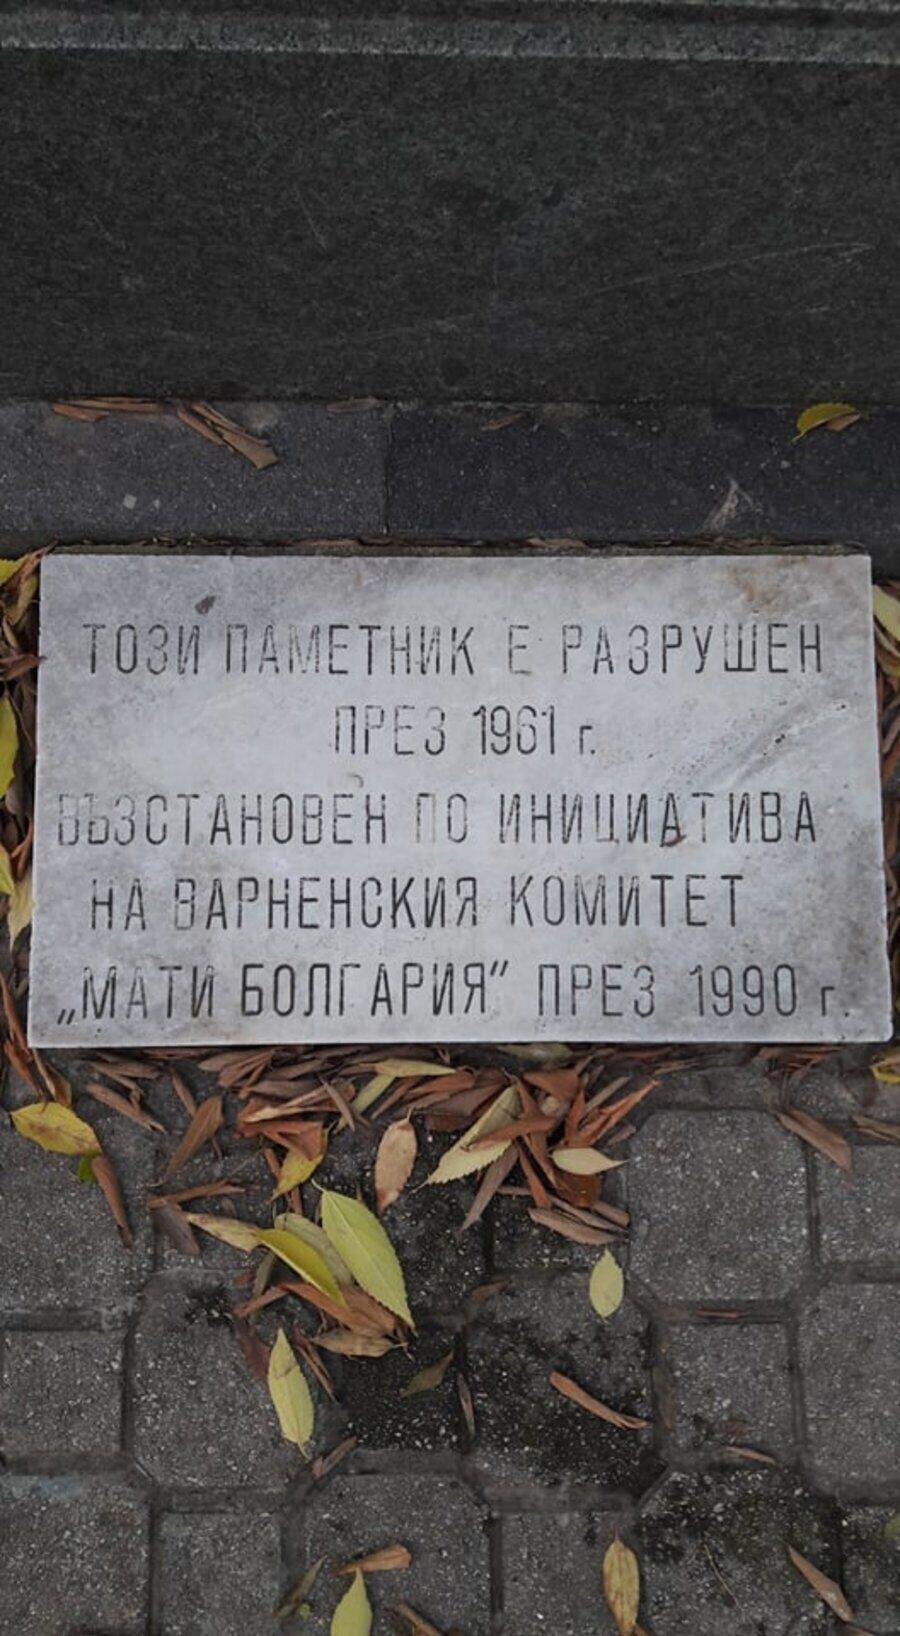 ТОЗИ ПАМЕТНИК Е РАЗРУШЕН
ПРЕЗ 1961 г.
ВЪЗСТАНОВЕН ПО ИНИЦИАТИВА
НА ВАРНЕНСКИЯ КОМИТЕТ
„МАТИ БОЛГАРИЯ" ПРЕЗ 1990 г.